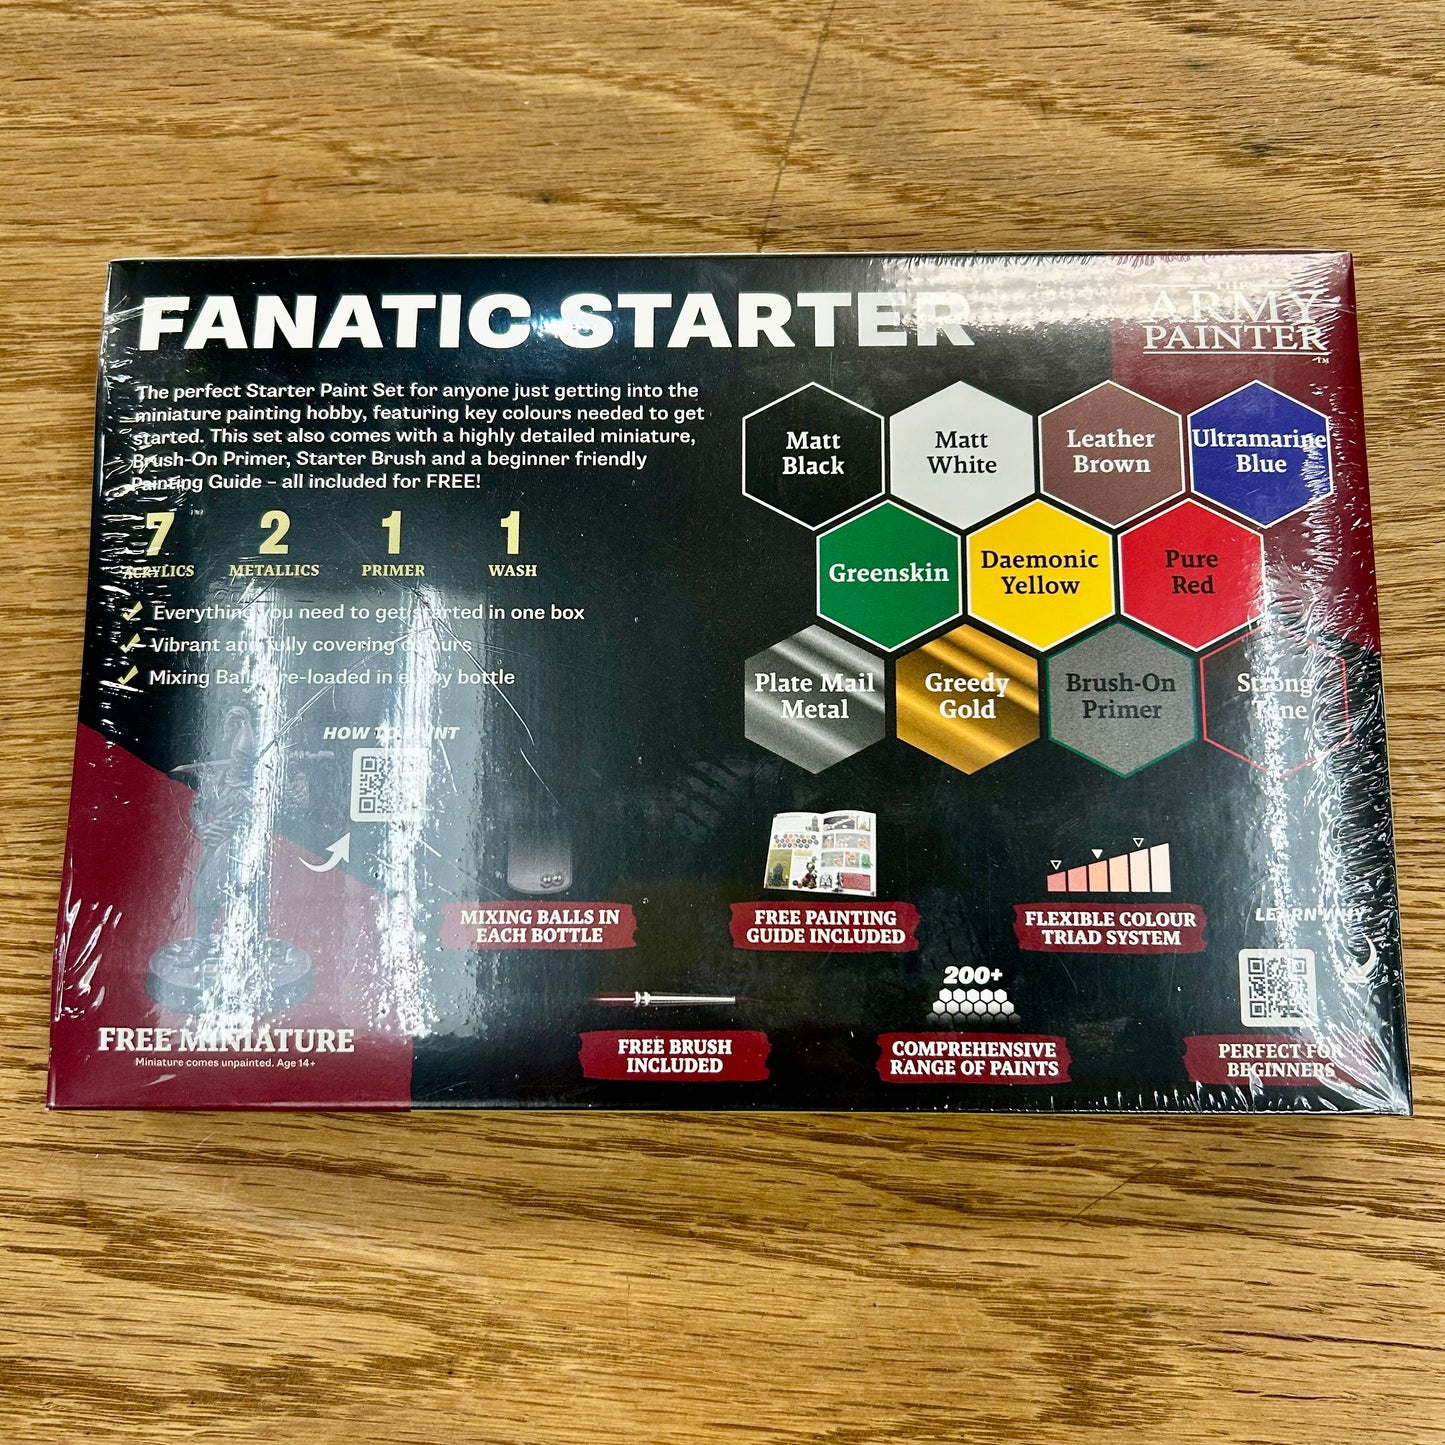 FANATIC STARTER
THE
ARMY
PAINTER
TM
The perfect Starter Paint Set for anyone just getting into the
miniature painting hobby, featuring key colours needed to get
started. This set also comes with a highly detailed miniature,
Brush-On Primer, Starter Brush and a beginner friendly
Painting Guide – all included for FREE!
7
ACRYLICS
2
METALLICS
1
PRIMER
1
WASH
Everything you need to get started in one box
Vibrant and fully covering colours
Mixing Balls pre-loaded in every bottle
HOW TO PAINT
FREE MINIATURE
Miniature comes unpainted. Age 14+
Matt
Black
Matt
White
Leather
Brown
Ultramarine
Blue
Greenskin
Daemonic
Yellow
Pure
Red
Plate Mail
Metal
Greedy
Gold
Brush-On
Primer
Strong
Tone
MIXING BALLS IN
EACH BOTTLE
FREE PAINTING
GUIDE INCLUDED
FLEXIBLE COLOUR
TRIAD SYSTEM
LEARN WHY
FREE BRUSH
INCLUDED
200+
COMPREHENSIVE
RANGE OF PAINTS
PERFECT FOR
BEGINNERS